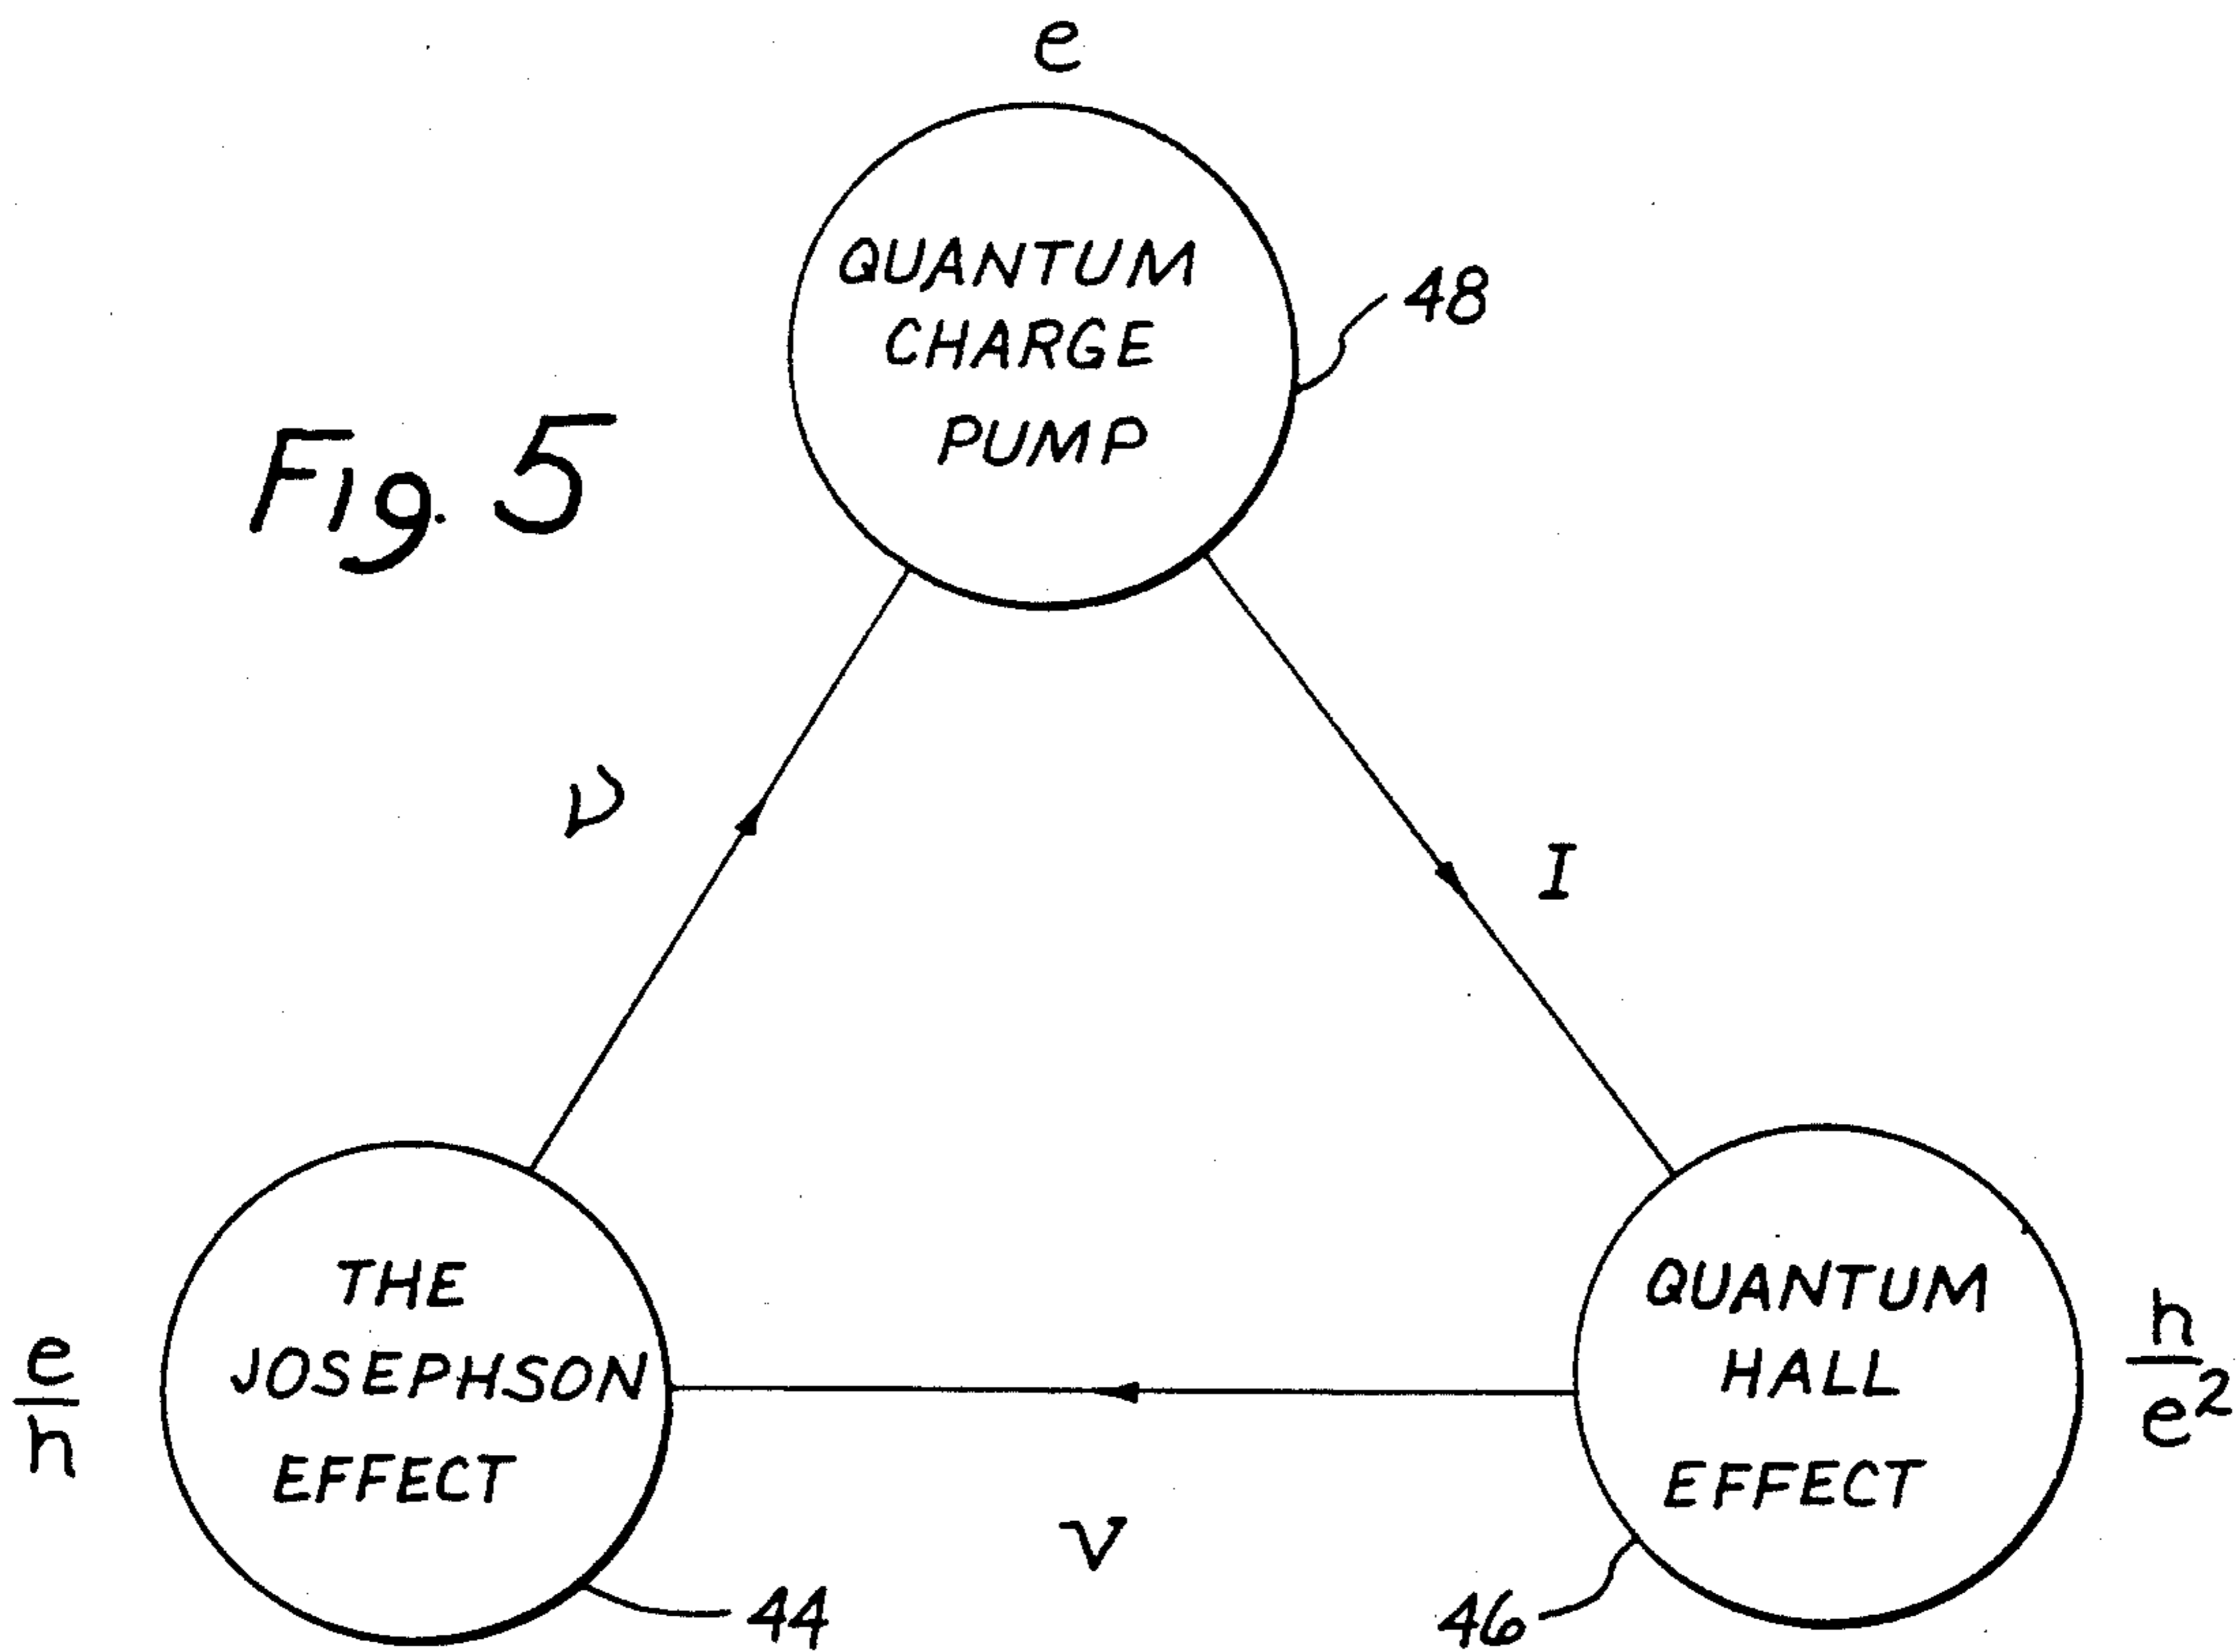 e
QUANTUM
CHARGE
PUMP
48
Fig. 5
ν
I
THE
JOSEPHSON
EFFECT
e
h
44
V
QUANTUM
HALL
EFFECT
h
e²
46